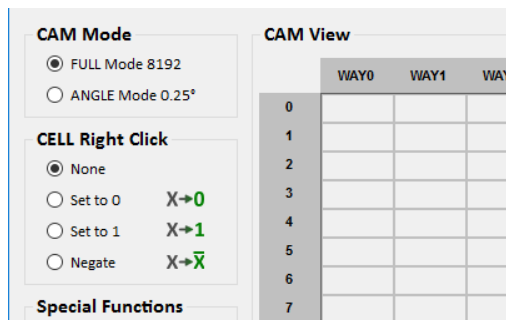 CAM Mode
FULL Mode 8192
ANGLE Mode 0.25°
CELL Right Click
None
Set to 0 X→0
Set to 1 X→1
Negate X→X̅
Special Functions
CAM View
WAY0 WAY1 WAY
0
1
2
3
4
5
6
7